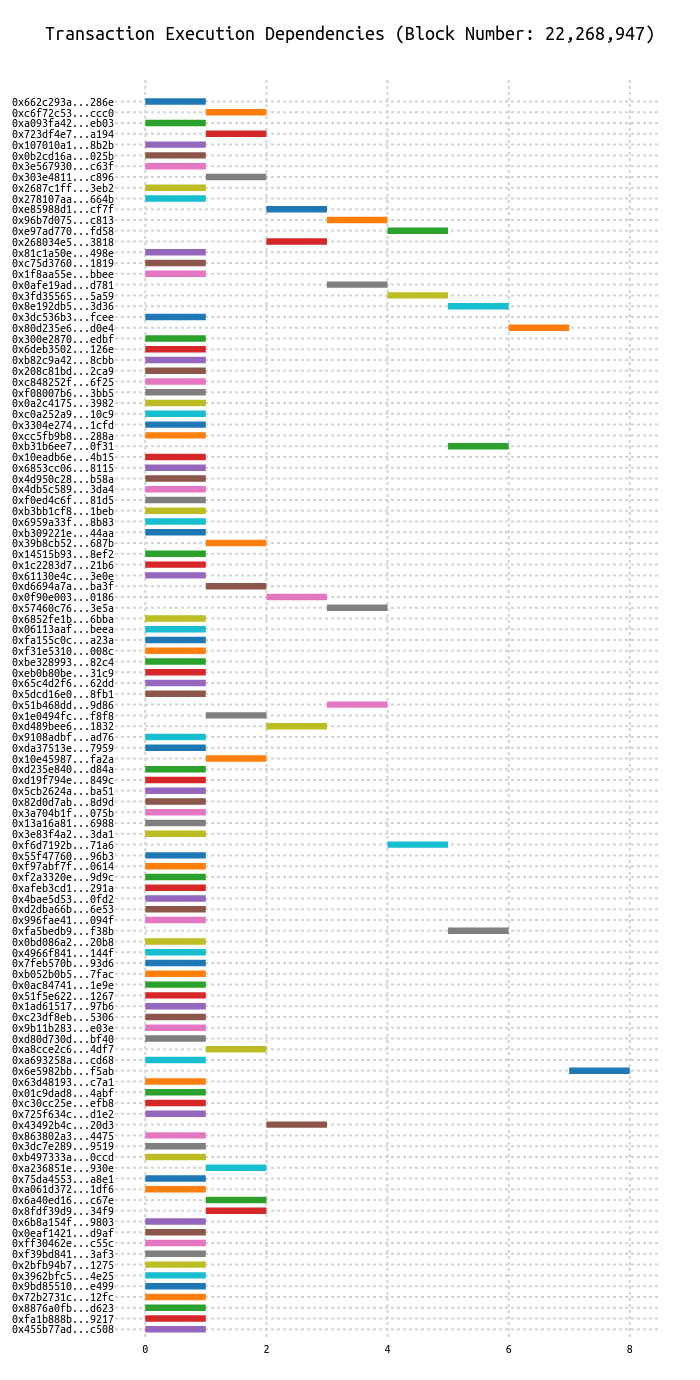 Transaction Execution Dependencies (Block Number: 22,268,947)
0x662c293a...286e
0xc6f72c53...ccc0
0xa093fa42...eb03
0x723df4e7...a194
0x107010a1...8b2b
0x0b2cd16a...025b
0x3e567930...c63f
0x303e4811...c896
0x2687c1ff...3eb2
0x278107aa...664b
0xe85988d1...cf7f
0x96b7d075...c813
0xe97ad770...fd58
0x268034e5...3818
0x81c1a50e...498e
0xc75d3760...1819
0x1f8aa55e...bbee
0x0afe19ad...d781
0x3fd35565...5a59
0x8e192db5...3d36
0x3dc536b3...fcee
0x80d235e6...d0e4
0x300e2870...edbf
0x6deb3502...126e
0xb82c9a42...8cbb
0x208c81bd...2ca9
0xc848252f...6f25
0xf08007b6...3bb5
0x0a2c4175...3982
0xc0a252a9...10c9
0x3304e274...1cfd
0xcc5fb9b8...288a
0xb31b6ee7...0f31
0x10eadb6e...4b15
0x6853cc06...8115
0x4d950c28...b58a
0x4db5c589...3da4
0xf0ed4c6f...81d5
0xb3bb1cf8...1beb
0x6959a33f...8b83
0xb309221e...44aa
0x39b8cb52...687b
0x14515b93...8ef2
0x1c2283d7...21b6
0x61130e4c...3e0e
0xd6694a7a...ba3f
0x0f90e003...0186
0x57460c76...3e5a
0x6852fe1b...6bba
0x06113aaf...beea
0xfa155c0c...a23a
0xf31e5310...008c
0xbe328993...82c4
0xeb0b80be...31c9
0x65c4d2f6...62dd
0x5dcd16e0...8fb1
0x51b468dd...9d86
0x1e0494fc...f8f8
0xd489bee6...1832
0x9108adbf...ad76
0xda37513e...7959
0x10e45987...fa2a
0xd235e840...d84a
0xd19f794e...849c
0x5cb2624a...ba51
0x82d0d7ab...8d9d
0x3a704b1f...075b
0x13a16a81...6988
0x3e83f4a2...3da1
0xf6d7192b...71a6
0x55f47760...96b3
0xf97abf7f...0614
0xf2a3320e...9d9c
0xafeb3cd1...291a
0x4bae5d53...0fd2
0xd2dba66b...6e53
0x996fae41...094f
0xfa5bedb9...f38b
0x0bd086a2...20b8
0x4966f841...144f
0x7feb570b...93d6
0xb052b0b5...7fac
0x0ac84741...1e9e
0x51f5e622...1267
0x1ad61517...97b6
0xc23df8eb...5306
0x9b11b283...e03e
0xd80d730d...bf40
0xa8cce2c6...4df7
0xa693258a...cd68
0x6e5982bb...f5ab
0x63d48193...c7a1
0x01c9dad8...4abf
0xc30cc25e...efb8
0x725f634c...d1e2
0x43492b4c...20d3
0x863802a3...4475
0x3dc7e289...9519
0xb497333a...0ccd
0xa236851e...930e
0x75da4553...a8e1
0xa061d372...1df6
0x6a40ed16...c67e
0x8fdf39d9...34f9
0x6b8a154f...9803
0x0eaf1421...d9af
0xff30462e...c55c
0xf39bd841...3af3
0x2bfb94b7...1275
0x3962bfc5...4e25
0x9bd85510...e499
0x72b2731c...12fc
0x8876a0fb...d623
0xfa1b888b...9217
0x455b77ad...c508
0 2 4 6 8